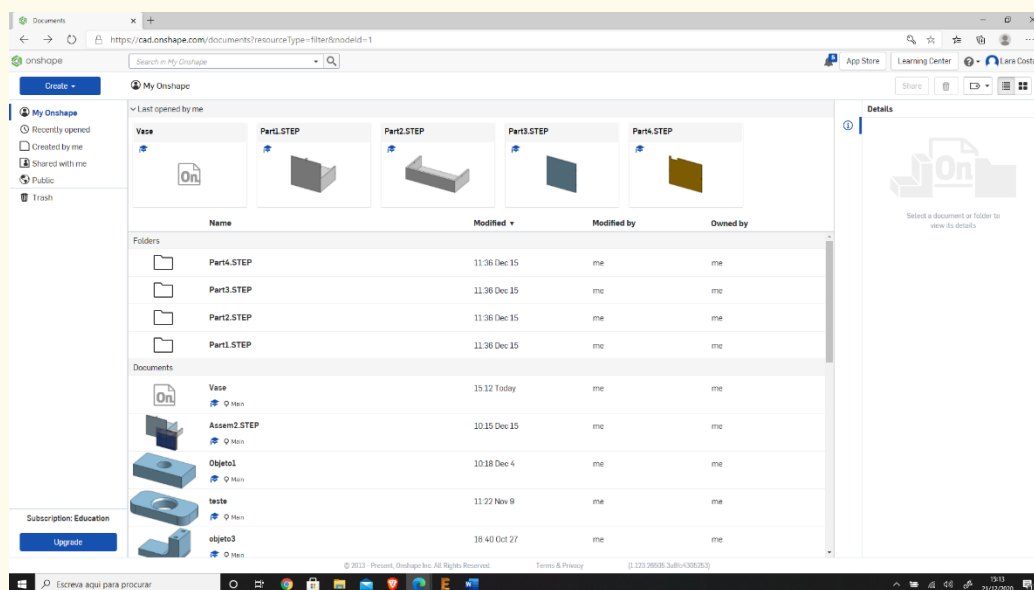 Documents
https://cad.onshape.com/documents?resourceType=filter&nodeId=1
onshape
Search in My Onshape
App Store
Learning Center
Lara Costa
Create
My Onshape
Share
My Onshape
Recently opened
Created by me
Shared with me
Public
Trash
Last opened by me
Vase
Part1.STEP
Part2.STEP
Part3.STEP
Part4.STEP
On
Details
On
Select a document or folder to
view its details
Name Modified Modified by Owned by
Folders
Part4.STEP 11:36 Dec 15 me me
Part3.STEP 11:36 Dec 15 me me
Part2.STEP 11:36 Dec 15 me me
Part1.STEP 11:36 Dec 15 me me
Documents
On
Vase 15:12 Today me me
Main
Assem2.STEP 10:15 Dec 15 me me
Main
Objeto1 10:18 Dec 4 me me
Main
teste 11:22 Nov 9 me me
Main
objeto3 16:40 Oct 27 me me
Main
Subscription: Education
Upgrade
© 2013 - Present, Onshape Inc. All Rights Reserved. Terms & Privacy
Escreva aqui para procurar
15:13
21/12/2020